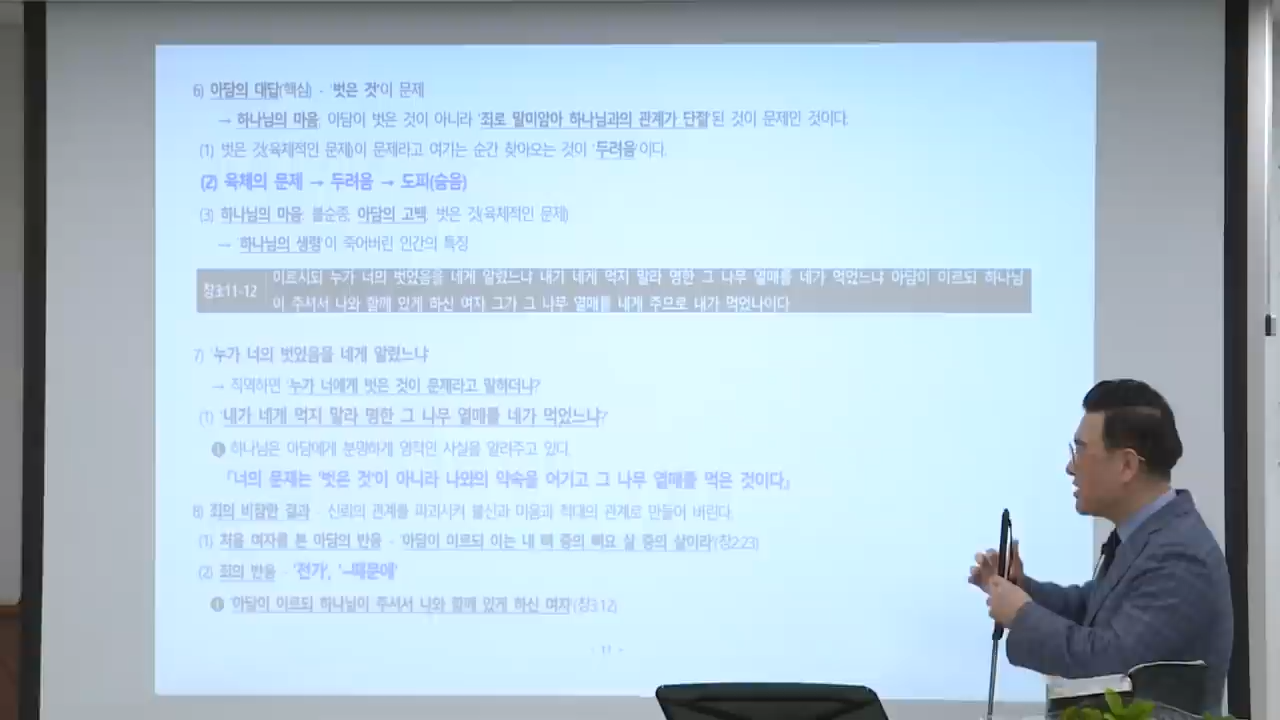 6) 아담의 대답(핵심) - '벗은 것'이 문제
→ 하나님의 마음: 아담이 벗은 것이 아니라 '죄로 말미암아 하나님과의 관계가 단절'된 것이 문제인 것이다.
(1) 벗은 것(육체적인 문제)이 문제라고 여기는 순간 찾아오는 것이 '두려움'이다.
(2) 육체의 문제 → 두려움 → 도피(숨음)
(3) 하나님의 마음: 불순종, 아담의 고백: 벗은 것(육체적인 문제)
→ '하나님의 생령'이 죽어버린 인간의 특징
창3:11-12
이르시되 누가 너의 벗었음을 네게 알렸느냐 내가 네게 먹지 말라 명한 그 나무 열매를 네가 먹었느냐 아담이 이르되 하나님
이 주셔서 나와 함께 있게 하신 여자 그가 그 나무 열매를 내게 주므로 내가 먹었나이다
7) '누가 너의 벗었음을 네게 알렸느냐'
→ 직역하면 '누가 너에게 벗은 것이 문제라고 말하더냐?'
(1) '내가 네게 먹지 말라 명한 그 나무 열매를 네가 먹었느냐?'
❶ 하나님은 아담에게 분명하게 영적인 사실을 알려주고 있다.
「너의 문제는 '벗은 것'이 아니라 나와의 약속을 어기고 그 나무 열매를 먹은 것이다」
8) 죄의 비참한 결과 - 신뢰의 관계를 파괴시켜 불신과 미움과 적대의 관계로 만들어 버린다.
(1) 처음 여자를 본 아담의 반응 - '아담이 이르되 이는 내 뼈 중의 뼈요 살 중의 살이라'(창2:23)
(2) 죄의 반응 - '전가', '~때문에'
❶ '아담이 이르되 하나님이 주셔서 나와 함께 있게 하신 여자'(창3:12)
- 11 -